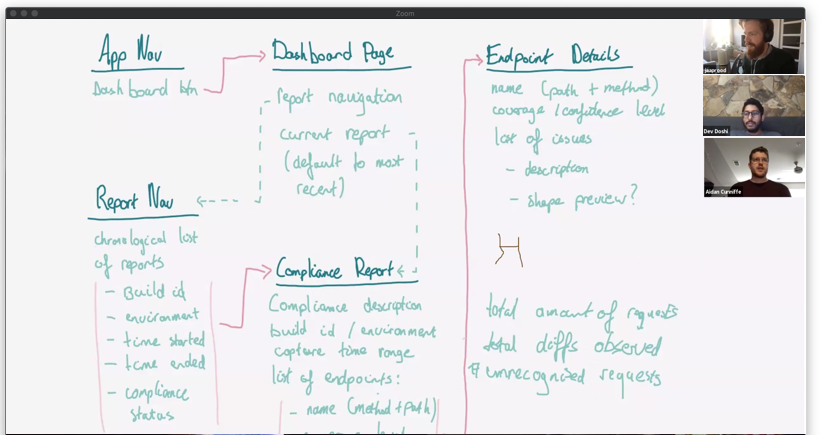 Zoom
App Nav
Dashboard btn
Dashboard Page
report navigation
current report
(default to most
recent)
Report Nav
chronological list
of reports
- Build id
- environment
- time started
- time ended
- compliance
status
Compliance Report
Compliance description
build id / environment
capture time range
list of endpoints:
- name (method + path)
Endpoint Details
name (path + method)
coverage / confidence level
list of issues
- description
- shape preview?
total amount of requests
total diffs observed
# unrecognized requests
Dev Doshi
Aidan Cunniffe